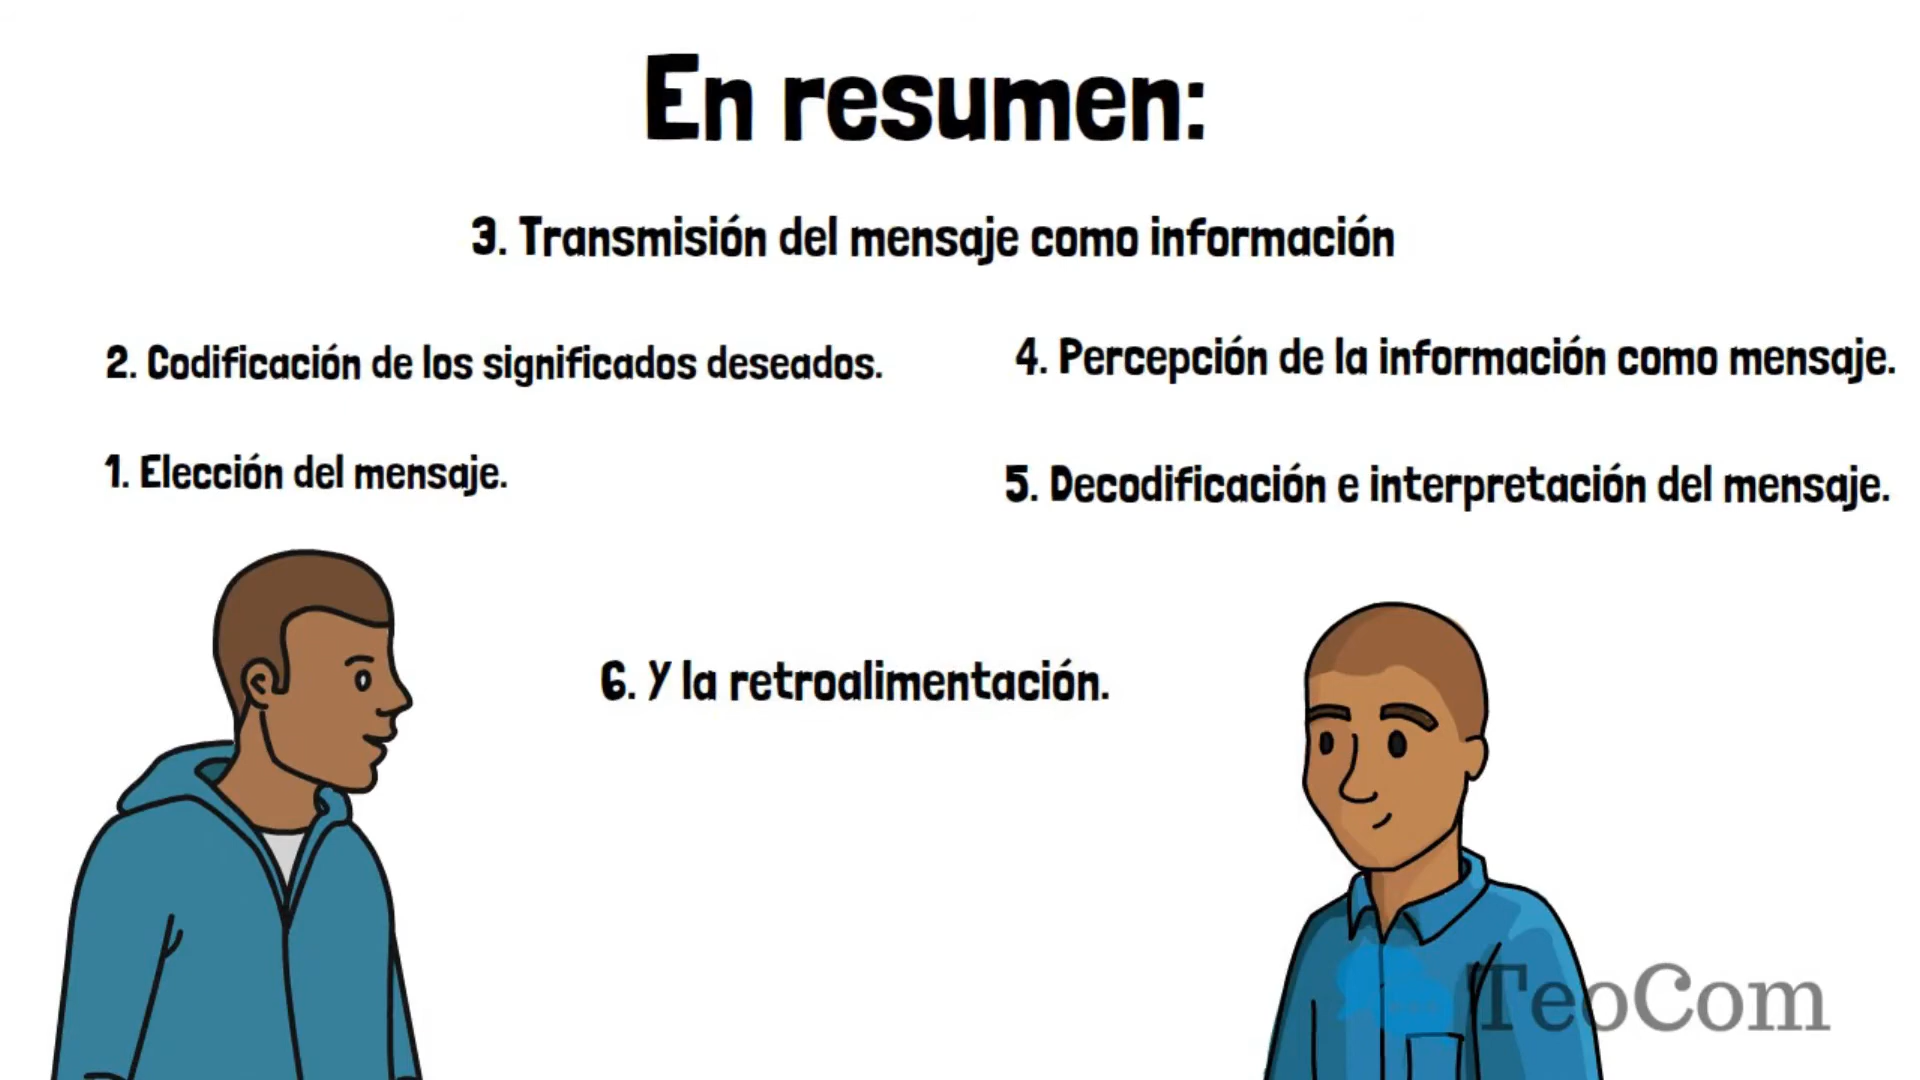 En resumen:
3. Transmisión del mensaje como información
2. Codificación de los significados deseados.
4. Percepción de la información como mensaje.
1. Elección del mensaje.
5. Decodificación e interpretación del mensaje.
6. Y la retroalimentación.
TeoCom